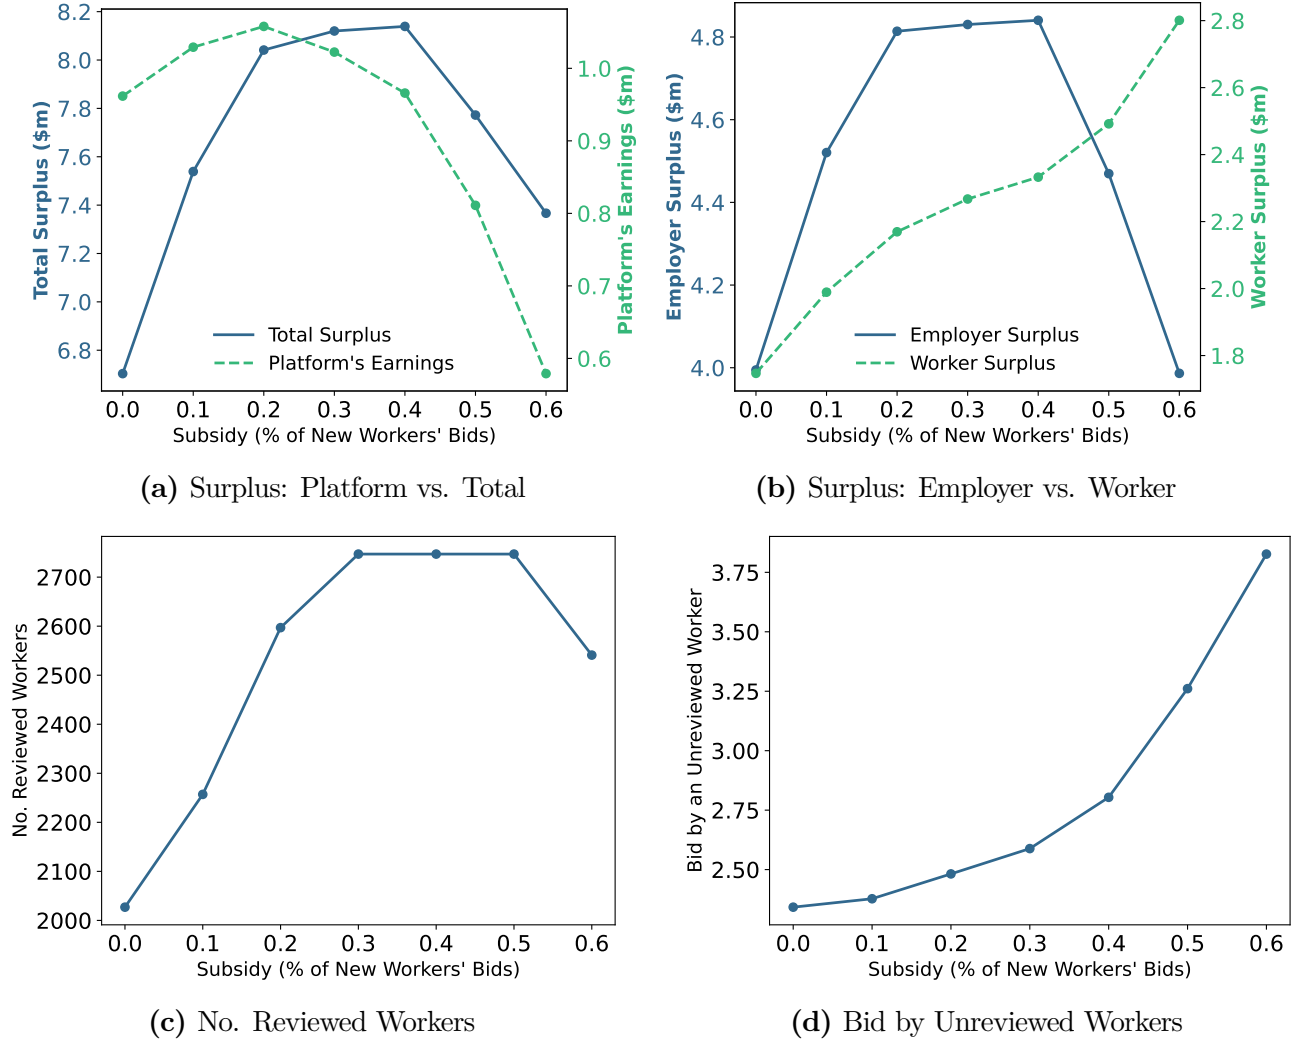 8.2
8.0
7.8
7.6
7.4
7.2
7.0
6.8
Total Surplus ($m)
1.0
0.9
0.8
0.7
0.6
Platform's Earnings ($m)
Total Surplus
Platform's Earnings
0.0 0.1 0.2 0.3 0.4 0.5 0.6
Subsidy (% of New Workers' Bids)
(a) Surplus: Platform vs. Total
4.8
4.6
4.4
4.2
4.0
Employer Surplus ($m)
2.8
2.6
2.4
2.2
2.0
1.8
Worker Surplus ($m)
Employer Surplus
Worker Surplus
0.0 0.1 0.2 0.3 0.4 0.5 0.6
Subsidy (% of New Workers' Bids)
(b) Surplus: Employer vs. Worker
2700
2600
2500
2400
2300
2200
2100
2000
No. Reviewed Workers
0.0 0.1 0.2 0.3 0.4 0.5 0.6
Subsidy (% of New Workers' Bids)
(c) No. Reviewed Workers
3.75
3.50
3.25
3.00
2.75
2.50
Bid by an Unreviewed Worker
0.0 0.1 0.2 0.3 0.4 0.5 0.6
Subsidy (% of New Workers' Bids)
(d) Bid by Unreviewed Workers